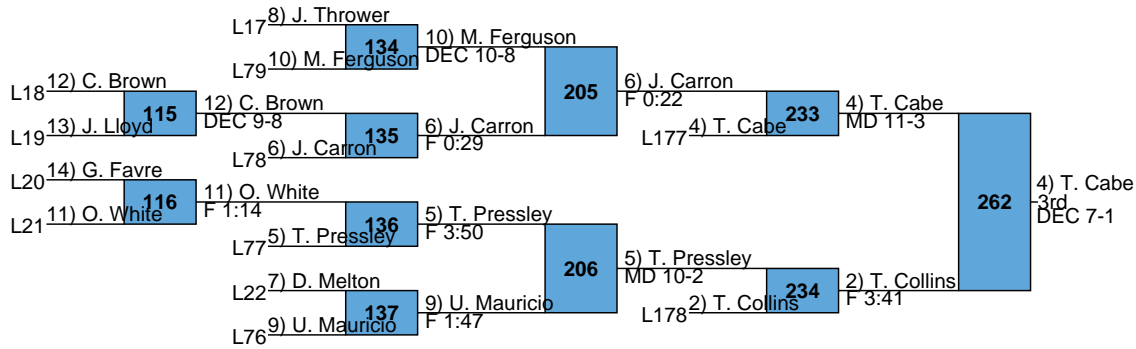 L17 8) J. Thrower
134
10) M. Ferguson
DEC 10-8
L79 10) M. Ferguson
L18 12) C. Brown
115
12) C. Brown
DEC 9-8
L19 13) J. Lloyd
135
6) J. Carron
F 0:29
L78 6) J. Carron
205
6) J. Carron
F 0:22
233
4) T. Cabe
MD 11-3
L177 4) T. Cabe
L20 14) G. Favre
116
11) O. White
F 1:14
L21 11) O. White
136
5) T. Pressley
F 3:50
L77 5) T. Pressley
206
5) T. Pressley
MD 10-2
L22 7) D. Melton
137
9) U. Mauricio
F 1:47
L76 9) U. Mauricio
234
2) T. Collins
F 3:41
L178 2) T. Collins
262
4) T. Cabe
3rd
DEC 7-1